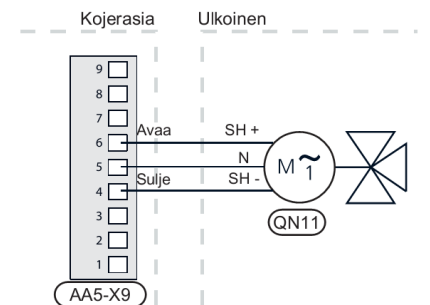 Kojerasia Ulkoinen
9
8
7
6 Avaa SH +
5 N
4 Sulje SH -
3
2
1
M ~ 1
QN11
AA5-X9